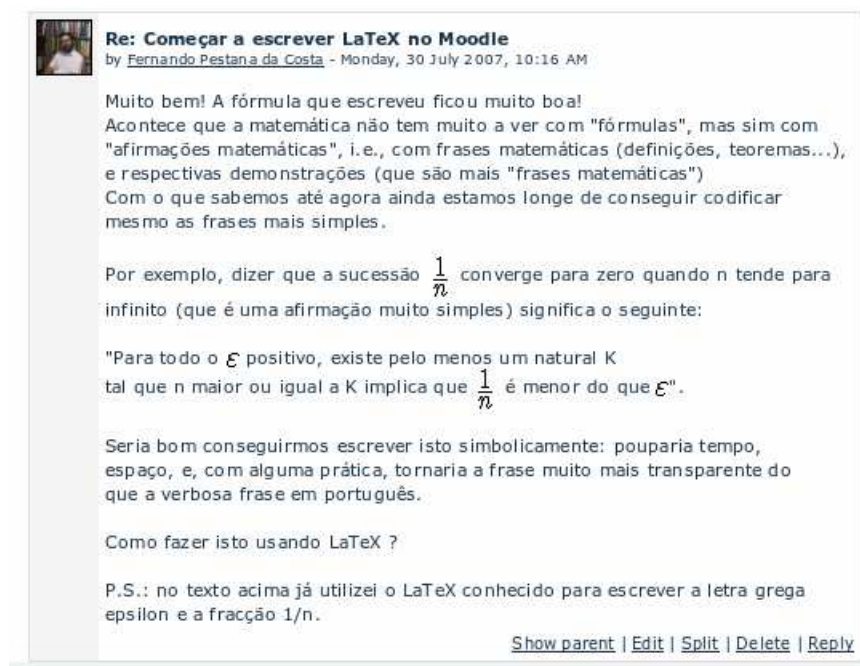 Re: Começar a escrever LaTeX no Moodle
by Fernando Pestana da Costa - Monday, 30 July 2007, 10:16 AM
Muito bem! A fórmula que escreveu ficou muito boa!
Acontece que a matemática não tem muito a ver com "fórmulas", mas sim com
"afirmações matemáticas", i.e., com frases matemáticas (definições, teoremas...),
e respectivas demonstrações (que são mais "frases matemáticas")
Com o que sabemos até agora ainda estamos longe de conseguir codificar
mesmo as frases mais simples.
Por exemplo, dizer que a sucessão 1/n converge para zero quando n tende para
infinito (que é uma afirmação muito simples) significa o seguinte:
"Para todo o ε positivo, existe pelo menos um natural K
tal que n maior ou igual a K implica que 1/n é menor do que ε".
Seria bom conseguirmos escrever isto simbolicamente: pouparia tempo,
espaço, e, com alguma prática, tornaria a frase muito mais transparente do
que a verbosa frase em português.
Como fazer isto usando LaTeX ?
P.S.: no texto acima já utilizei o LaTeX conhecido para escrever a letra grega
epsilon e a fracção 1/n.
Show parent | Edit | Split | Delete | Reply